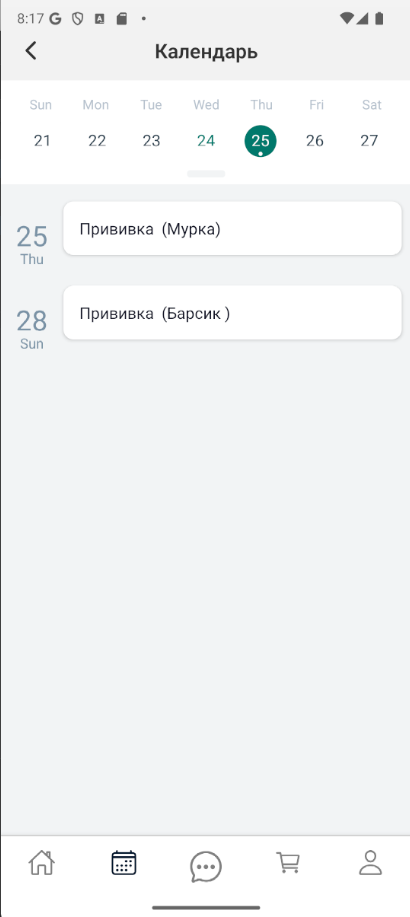 8:17
Календарь
Sun Mon Tue Wed Thu Fri Sat
21 22 23 24 25 26 27
25
Thu
Прививка (Мурка)
28
Sun
Прививка (Барсик )